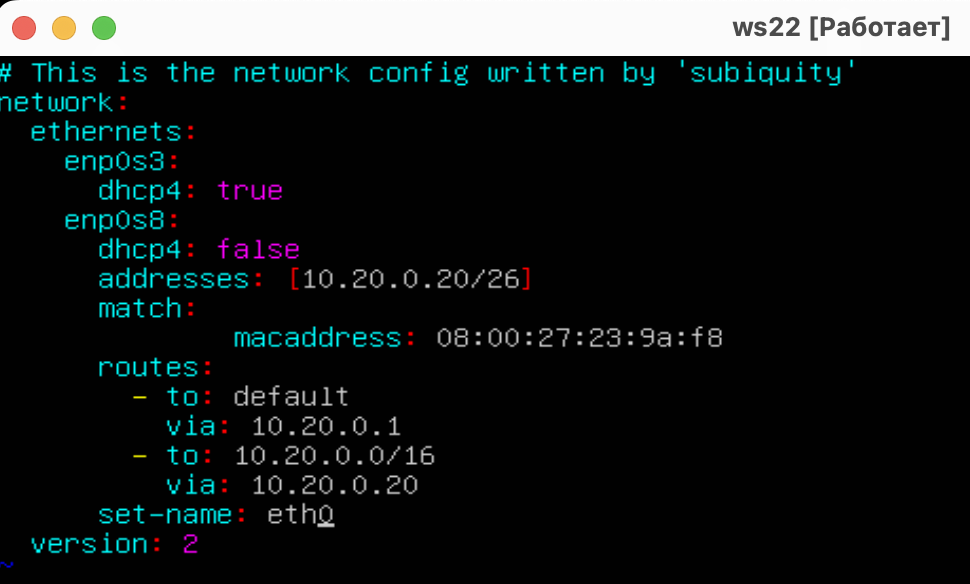 ws22 [Работает]
# This is the network config written by 'subiquity'
network:
  ethernets:
    enp0s3:
      dhcp4: true
    enp0s8:
      dhcp4: false
      addresses: [10.20.0.20/26]
      match:
              macaddress: 08:00:27:23:9a:f8
      routes:
        - to: default
          via: 10.20.0.1
        - to: 10.20.0.0/16
          via: 10.20.0.20
      set-name: eth0
  version: 2
~